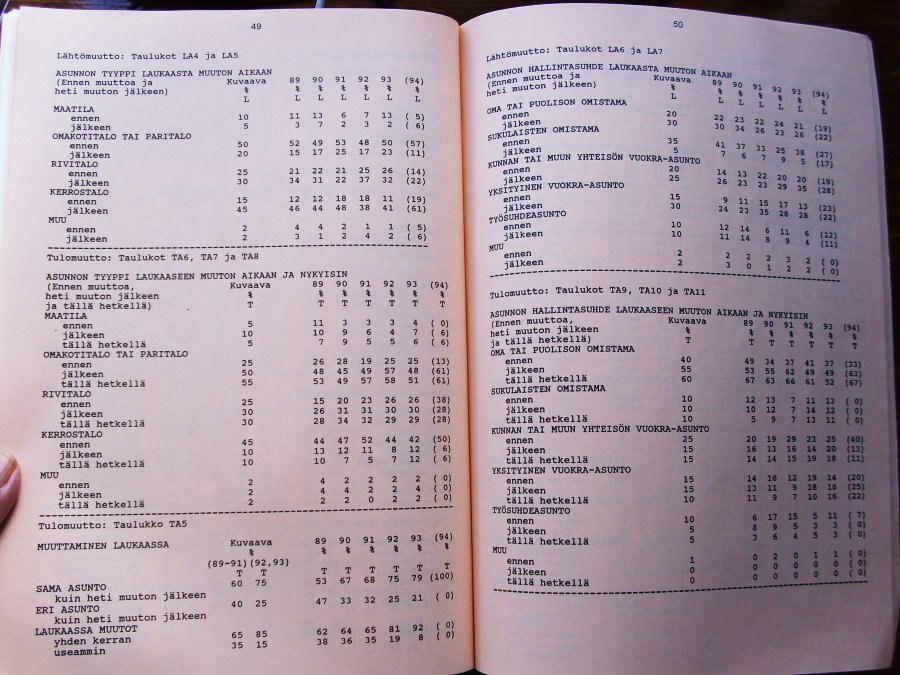 49
Lähtömuutto: Taulukot LA4 ja LA5
ASUNNON TYYPPI LAUKAASTA MUUTON AIKAAN
(Ennen muuttoa ja Kuvaava 89 90 91 92 93 (94)
heti muuton jälkeen) % % % % % % %
L L L L L L L
MAATILA
ennen 10 11 13 6 7 13 ( 5)
jälkeen 5 3 7 2 3 2 ( 6)
OMAKOTITALO TAI PARITALO
ennen 50 52 49 53 48 50 (57)
jälkeen 20 15 17 25 17 23 (11)
RIVITALO
ennen 25 21 22 21 25 26 (14)
jälkeen 30 34 31 22 37 32 (22)
KERROSTALO
ennen 15 12 12 18 18 11 (19)
jälkeen 45 46 44 48 38 41 (61)
MUU
ennen 2 4 4 2 1 1 ( 5)
jälkeen 2 3 1 2 4 2 ( 6)
Tulomuutto: Taulukot TA6, TA7 ja TA8
ASUNNON TYYPPI LAUKAASEEN MUUTON AIKAAN JA NYKYISIN
(Ennen muuttoa, Kuvaava 89 90 91 92 93 (94)
heti muuton jälkeen % % % % % % %
ja tällä hetkellä) T T T T T T T
MAATILA
ennen 5 11 3 3 3 4 ( 0)
jälkeen 10 10 9 6 4 7 ( 6)
tällä hetkellä 5 7 9 5 5 6 ( 6)
OMAKOTITALO TAI PARITALO
ennen 25 26 28 19 25 25 (13)
jälkeen 50 48 45 49 57 48 (61)
tällä hetkellä 55 53 49 57 58 51 (61)
RIVITALO
ennen 25 15 20 23 26 26 (38)
jälkeen 30 26 31 31 30 30 (28)
tällä hetkellä 30 28 34 32 29 29 (28)
KERROSTALO
ennen 45 44 47 52 44 42 (50)
jälkeen 10 13 12 11 8 12 ( 6)
tällä hetkellä 10 10 7 5 7 12 ( 6)
MUU
ennen 2 4 2 2 2 2 ( 0)
jälkeen 2 4 4 2 2 4 ( 0)
tällä hetkellä 2 2 2 0 2 2 ( 0)
Tulomuutto: Taulukko TA5
MUUTTAMINEN LAUKAASSA Kuvaava 89 90 91 92 93 (94)
% % % % % % %
(89-91)(92,93)
T T T T T T T T
SAMA ASUNTO 60 75 53 67 68 75 79 (100)
kuin heti muuton jälkeen
ERI ASUNTO 40 25 47 33 32 25 21 ( 0)
kuin heti muuton jälkeen
LAUKAASSA MUUTOT
yhden kerran 65 85 62 64 65 81 92 ( 0)
useammin 35 15 38 36 35 19 8 ( 0)
50
Lähtömuutto: Taulukot LA6 ja LA7
ASUNNON HALLINTASUHDE LAUKAASTA MUUTON AIKAAN
(Ennen muuttoa ja Kuvaava 89 90 91 92 93 (94)
heti muuton jälkeen) % % % % % % %
L L L L L L L
OMA TAI PUOLISON OMISTAMA
ennen 20 22 23 22 24 21 (19)
jälkeen 30 30 34 26 23 26 (22)
SUKULAISTEN OMISTAMA
ennen 35 41 37 33 25 38 (27)
jälkeen 5 7 6 7 9 5 (17)
KUNNAN TAI MUUN YHTEISÖN VUOKRA-ASUNTO
ennen 20 14 13 22 20 20 (19)
jälkeen 25 26 23 23 29 35 (28)
YKSITYINEN VUOKRA-ASUNTO
ennen 15 9 11 15 17 13 (23)
jälkeen 30 24 23 35 28 28 (22)
TYÖSUHDEASUNTO
ennen 10 12 14 6 11 6 (12)
jälkeen 10 11 14 8 9 4 (11)
MUU
ennen 2 2 2 2 3 2 ( 0)
jälkeen 2 3 0 1 2 2 ( 0)
Tulomuutto: Taulukot TA9, TA10 ja TA11
ASUNNON HALLINTASUHDE LAUKAASEEN MUUTON AIKAAN JA NYKYISIN
(Ennen muuttoa, Kuvaava 89 90 91 92 93 (94)
heti muuton jälkeen % % % % % % %
ja tällä hetkellä) T T T T T T T
OMA TAI PUOLISON OMISTAMA
ennen 40 49 34 37 41 37 (33)
jälkeen 55 53 55 62 49 49 (63)
tällä hetkellä 60 67 63 66 61 52 (67)
SUKULAISTEN OMISTAMA
ennen 10 12 13 7 11 13 ( 0)
jälkeen 10 10 12 7 14 12 ( 0)
tällä hetkellä 10 5 9 7 13 11 ( 0)
KUNNAN TAI MUUN YHTEISÖN VUOKRA-ASUNTO
ennen 25 20 19 29 23 25 (40)
jälkeen 15 16 13 16 14 20 (13)
tällä hetkellä 15 14 14 15 19 18 (11)
YKSITYINEN VUOKRA-ASUNTO
ennen 15 14 16 12 19 14 (20)
jälkeen 15 13 11 9 18 16 (25)
tällä hetkellä 10 11 9 7 10 16 (22)
TYÖSUHDEASUNTO
ennen 10 6 17 15 5 11 ( 7)
jälkeen 5 8 9 5 3 3 ( 0)
tällä hetkellä 5 3 6 4 5 3 ( 0)
MUU
ennen 1 0 2 0 1 1 ( 0)
jälkeen 0 0 0 0 0 0 ( 0)
tällä hetkellä 0 0 0 0 0 0 ( 0)